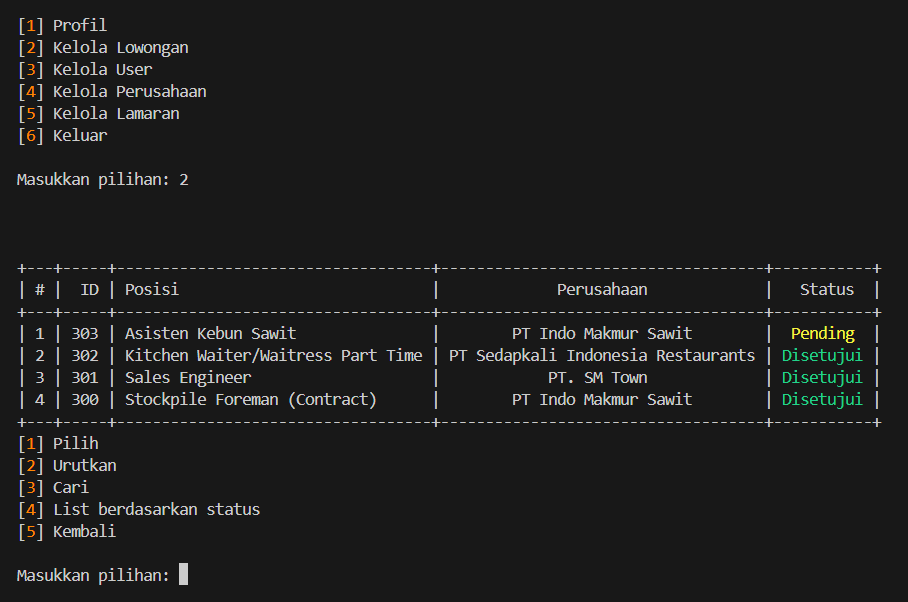 [1] Profil
[2] Kelola Lowongan
[3] Kelola User
[4] Kelola Perusahaan
[5] Kelola Lamaran
[6] Keluar
Masukkan pilihan: 2
+---+-----+-----------------------------------+------------------------------------+-----------+
| # |  ID | Posisi                            |             Perusahaan             |   Status  |
+---+-----+-----------------------------------+------------------------------------+-----------+
| 1 | 303 | Asisten Kebun Sawit               |        PT Indo Makmur Sawit        |  Pending  |
| 2 | 302 | Kitchen Waiter/Waitress Part Time | PT Sedapkali Indonesia Restaurants | Disetujui |
| 3 | 301 | Sales Engineer                    |            PT. SM Town             | Disetujui |
| 4 | 300 | Stockpile Foreman (Contract)      |        PT Indo Makmur Sawit        | Disetujui |
+---+-----+-----------------------------------+------------------------------------+-----------+
[1] Pilih
[2] Urutkan
[3] Cari
[4] List berdasarkan status
[5] Kembali
Masukkan pilihan: